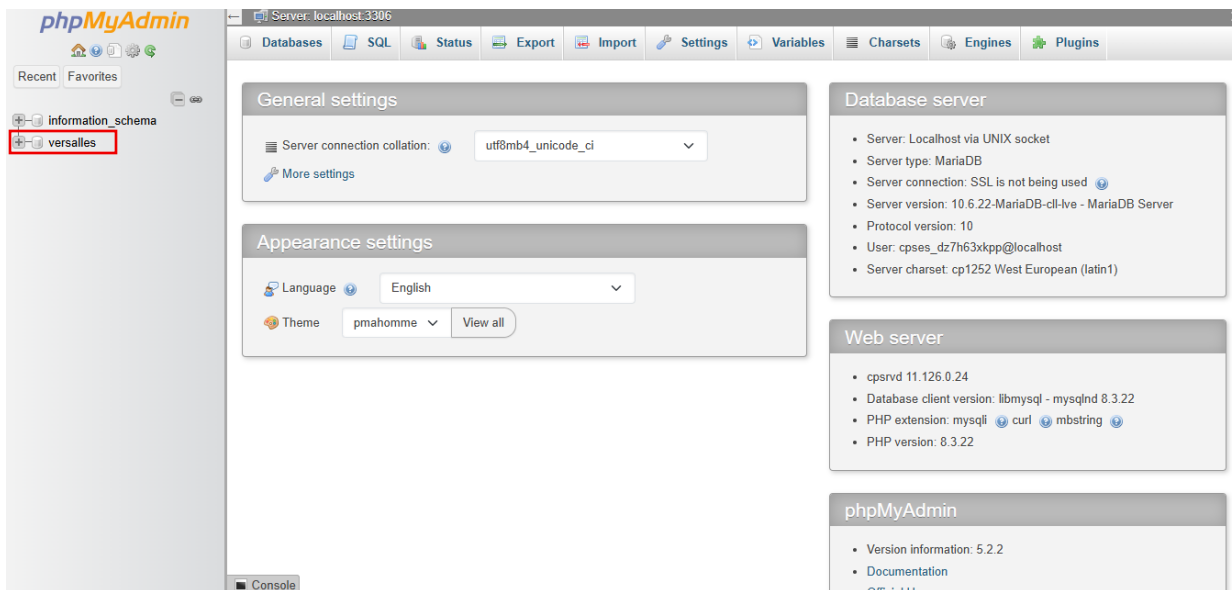 phpMyAdmin
Recent Favorites
information_schema
versalles
Server: localhost:3306
Databases SQL Status Export Import Settings Variables Charsets Engines Plugins
General settings
Server connection collation: utf8mb4_unicode_ci
More settings
Appearance settings
Language English
Theme pmahomme View all
Database server
Server: Localhost via UNIX socket
Server type: MariaDB
Server connection: SSL is not being used
Server version: 10.6.22-MariaDB-cll-lve - MariaDB Server
Protocol version: 10
User: cpses_dz7h63xkpp@localhost
Server charset: cp1252 West European (latin1)
Web server
cpsrvd 11.126.0.24
Database client version: libmysql - mysqlnd 8.3.22
PHP extension: mysqli curl mbstring
PHP version: 8.3.22
phpMyAdmin
Version information: 5.2.2
Documentation
Console